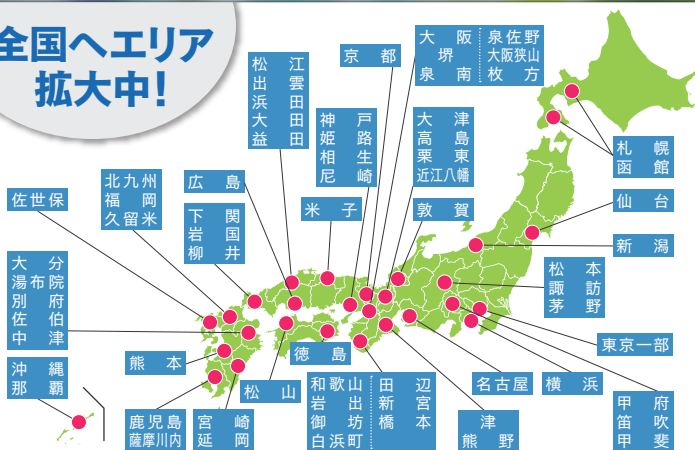 全国へエリア
拡大中!
松江
出雲
浜田
大田
益田
京都
大阪
堺
泉南
泉佐野
大阪狭山
枚方
神戸
姫路
相生
尼崎
大津
高島
栗東
近江八幡
札幌
函館
佐世保
北九州
福岡
久留米
広島
下関
岩国
柳井
米子
敦賀
仙台
新潟
大分
湯布院
別府
佐伯
中津
松本
諏訪
茅野
東京一部
熊本
徳島
沖縄
那覇
松山
和歌山
岩出
御坊
白浜町
田辺
新宮
橋本
名古屋
横浜
鹿児島
薩摩川内
宮崎
延岡
津
熊野
甲府
笛吹
甲斐